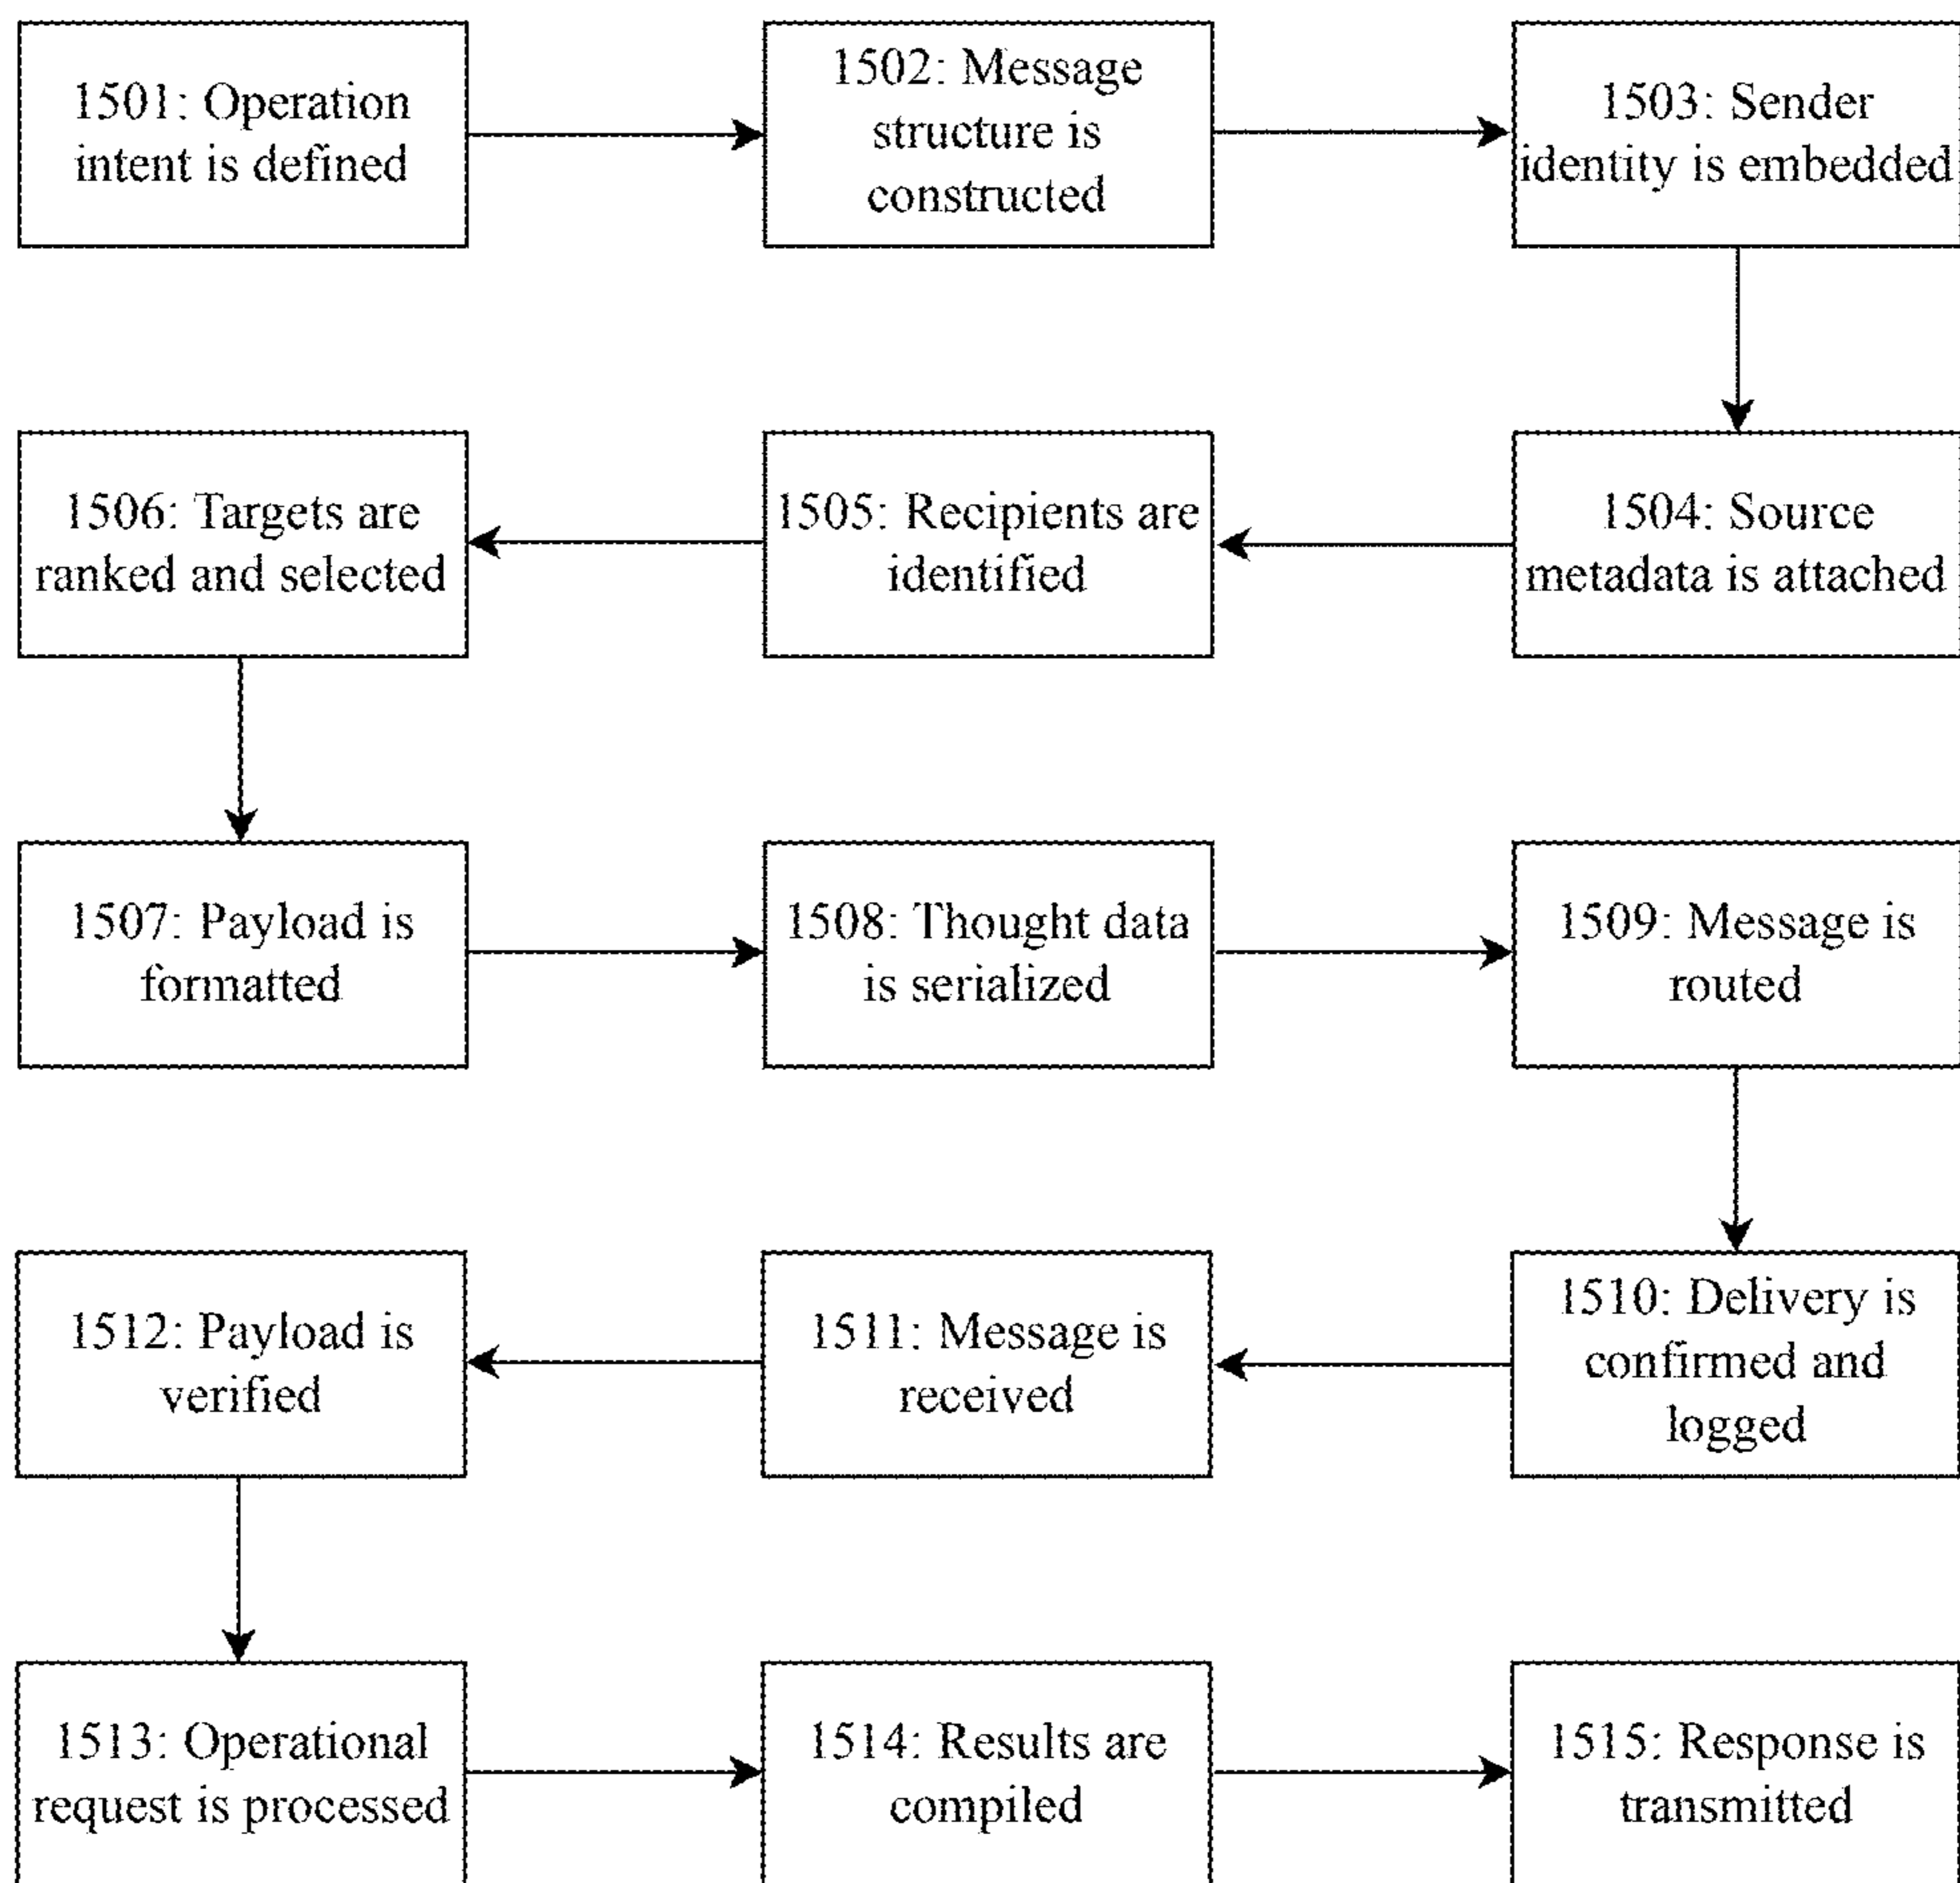 1501: Operation
intent is defined
1502: Message
structure is
constructed
1503: Sender
identity is embedded
1504: Source
metadata is attached
1505: Recipients are
identified
1506: Targets are
ranked and selected
1507: Payload is
formatted
1508: Thought data
is serialized
1509: Message is
routed
1510: Delivery is
confirmed and
logged
1511: Message is
received
1512: Payload is
verified
1513: Operational
request is processed
1514: Results are
compiled
1515: Response is
transmitted